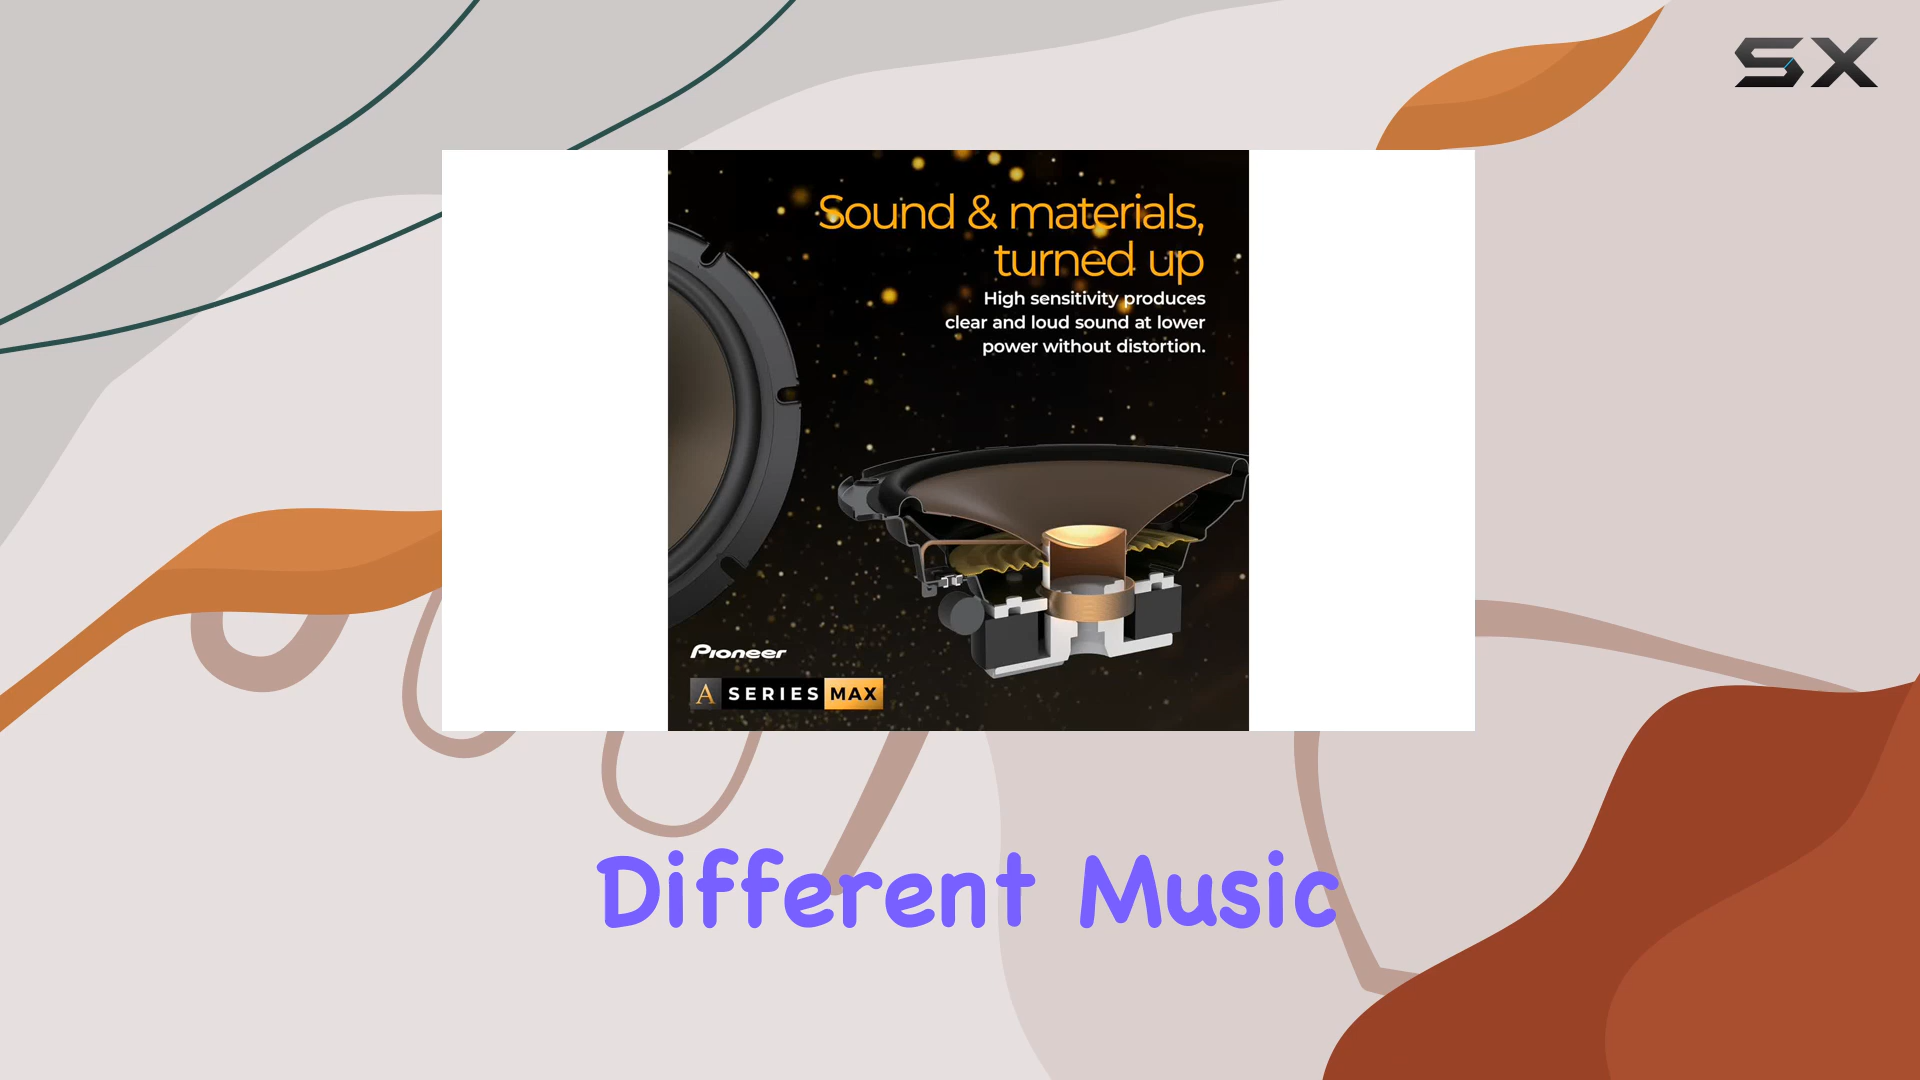 SX
Sound & materials,
turned up
High sensitivity produces
clear and loud sound at lower
power without distortion.
Pioneer
A SERIES MAX
Different Music